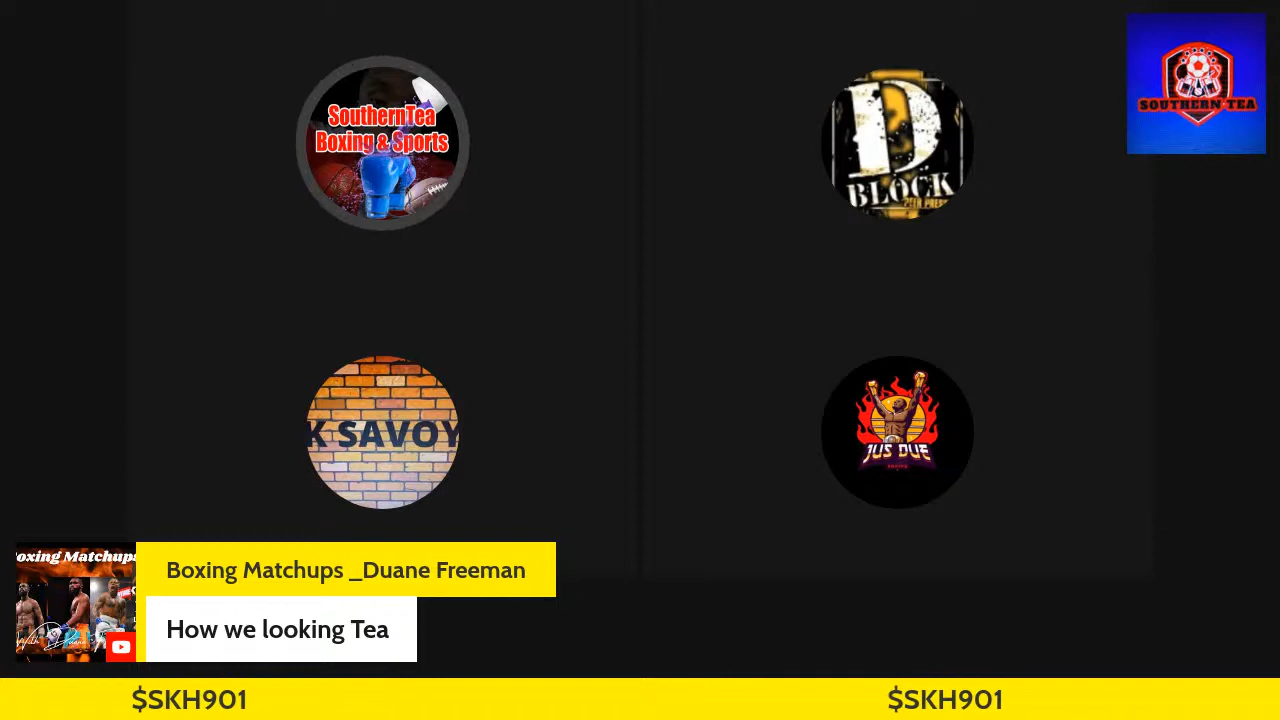 SouthernTea
Boxing & Sports
D
BLOCK
SOUTHERN TEA
K SAVOY
JUS DUE
oxing Matchups
Boxing Matchups _Duane Freeman
How we looking Tea
$SKH901
$SKH901